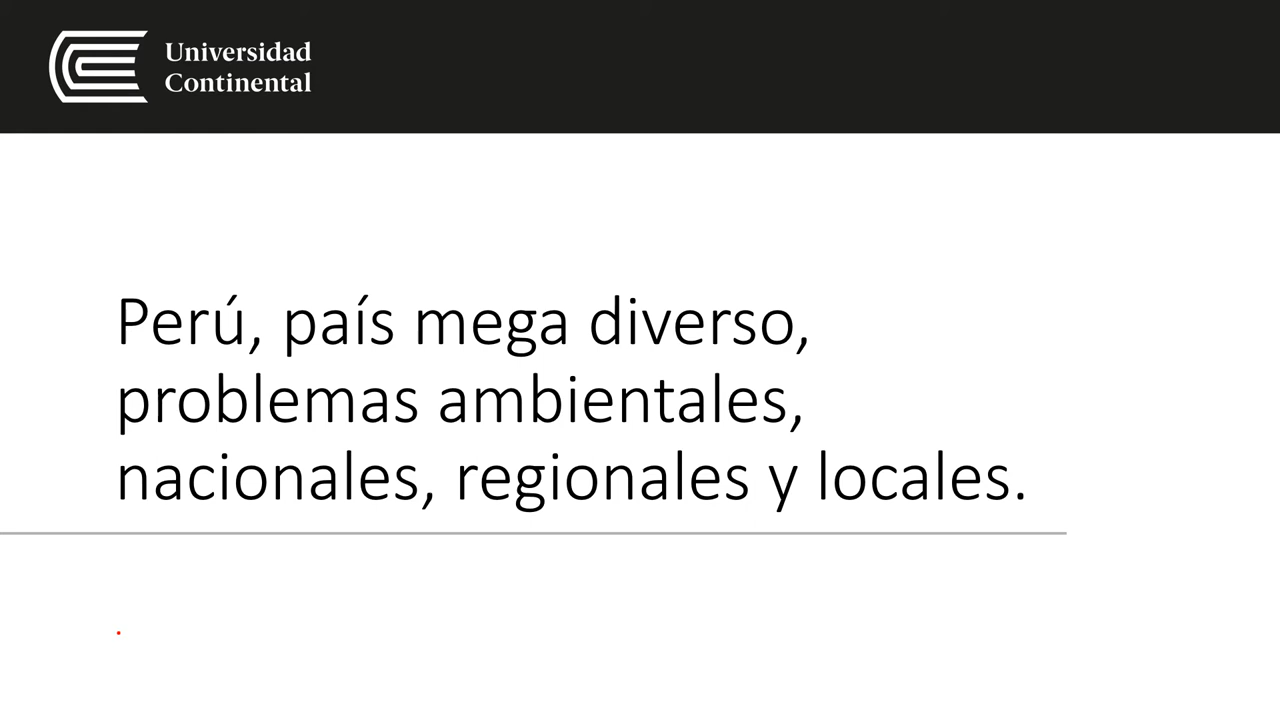 Universidad
Continental
Perú, país mega diverso,
problemas ambientales,
nacionales, regionales y locales.
.